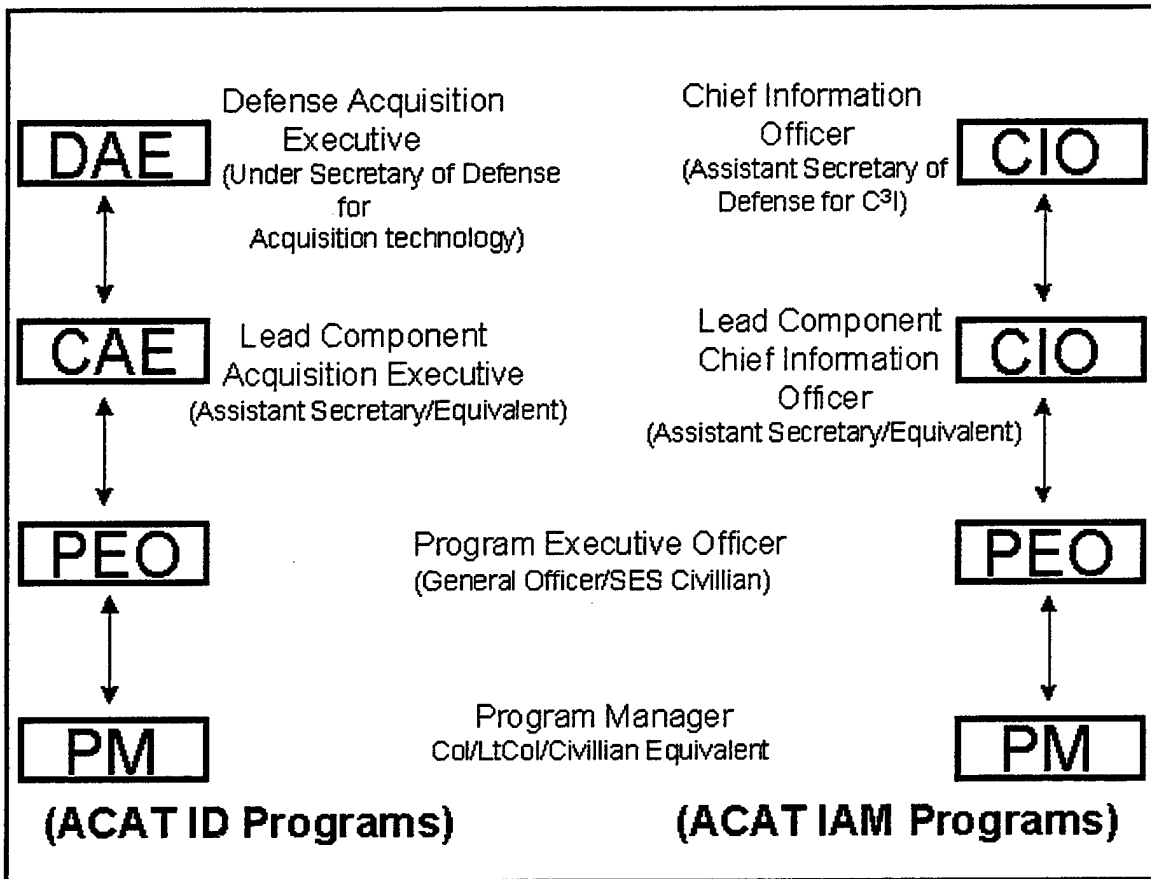 DAE
Defense Acquisition
Executive
(Under Secretary of Defense
for
Acquisition technology)
Chief Information
Officer
(Assistant Secretary of
Defense for C³I)
CIO
CAE
Lead Component
Acquisition Executive
(Assistant Secretary/Equivalent)
Lead Component
Chief Information
Officer
(Assistant Secretary/Equivalent)
CIO
PEO
Program Executive Officer
(General Officer/SES Civillian)
PEO
PM
Program Manager
Col/LtCol/Civillian Equivalent
PM
(ACAT ID Programs)
(ACAT IAM Programs)